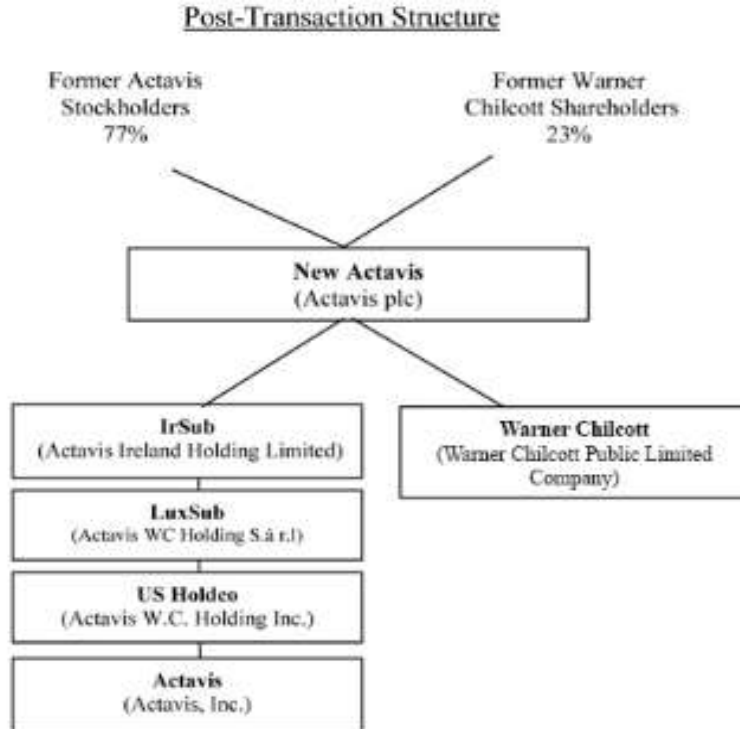 Post-Transaction Structure
Former Actavis
Stockholders
77%
Former Warner
Chilcott Shareholders
23%
New Actavis
(Actavis plc)
IrSub
(Actavis Ireland Holding Limited)
Warner Chilcott
(Warner Chilcott Public Limited
Company)
LuxSub
(Actavis WC Holding S.à r.l)
US Holdco
(Actavis W.C. Holding Inc.)
Actavis
(Actavis, Inc.)